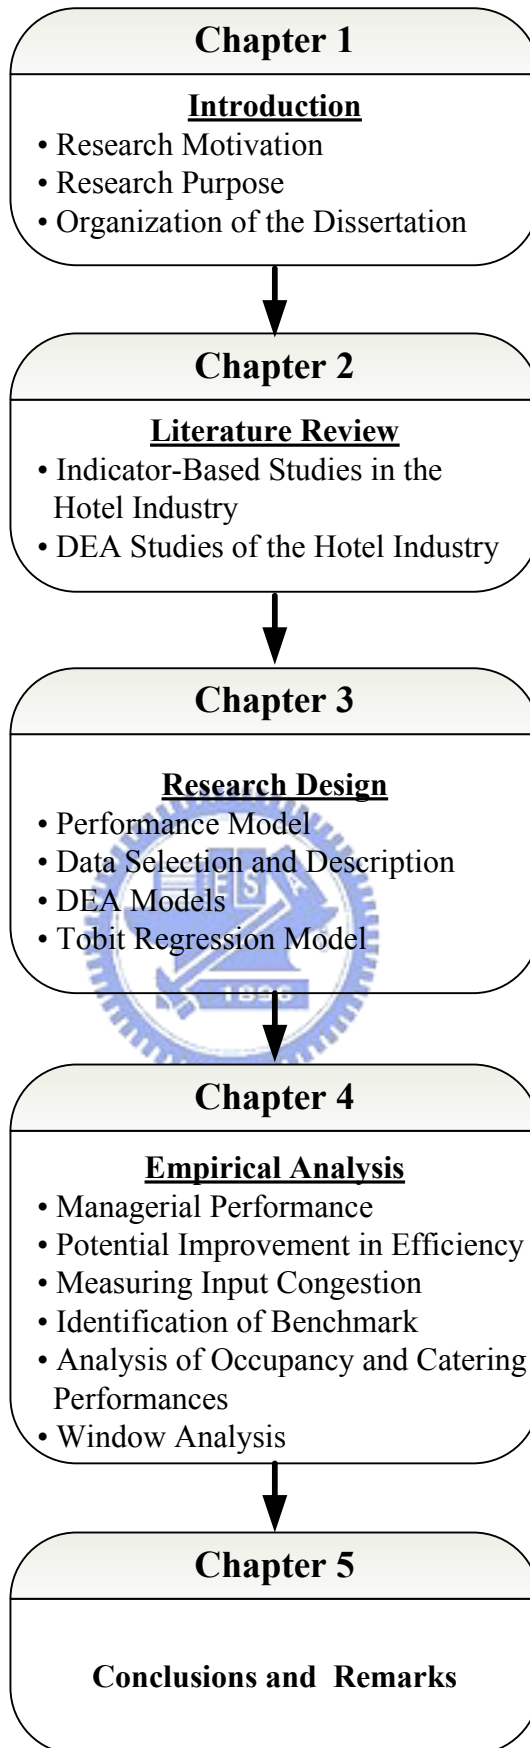 Chapter 1
Introduction
• Research Motivation
• Research Purpose
• Organization of the Dissertation
Chapter 2
Literature Review
• Indicator-Based Studies in the
Hotel Industry
• DEA Studies of the Hotel Industry
Chapter 3
Research Design
• Performance Model
• Data Selection and Description
E S
• DEA Models
• Tobit Regression Model
1896
Chapter 4
Empirical Analysis
• Managerial Performance
• Potential Improvement in Efficiency
• Measuring Input Congestion
• Identification of Benchmark
• Analysis of Occupancy and Catering
Performances
• Window Analysis
Chapter 5
Conclusions and Remarks